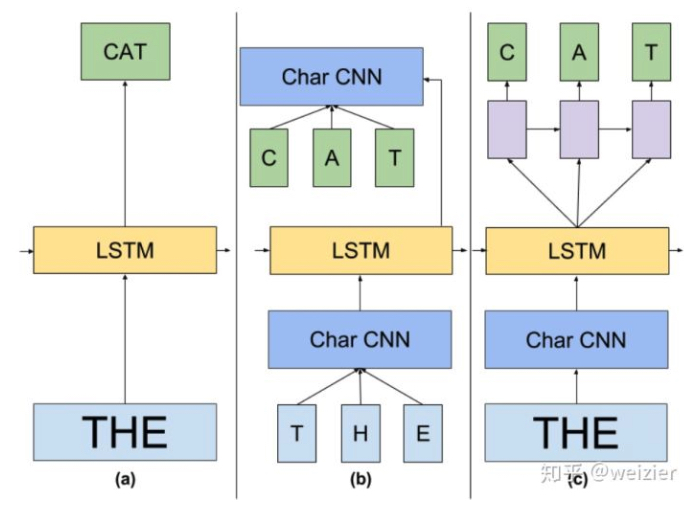 CAT
LSTM
THE
(a)
Char CNN
C A T
LSTM
Char CNN
T H E
(b)
C A T
LSTM
Char CNN
THE
(c)
知乎 @weizier